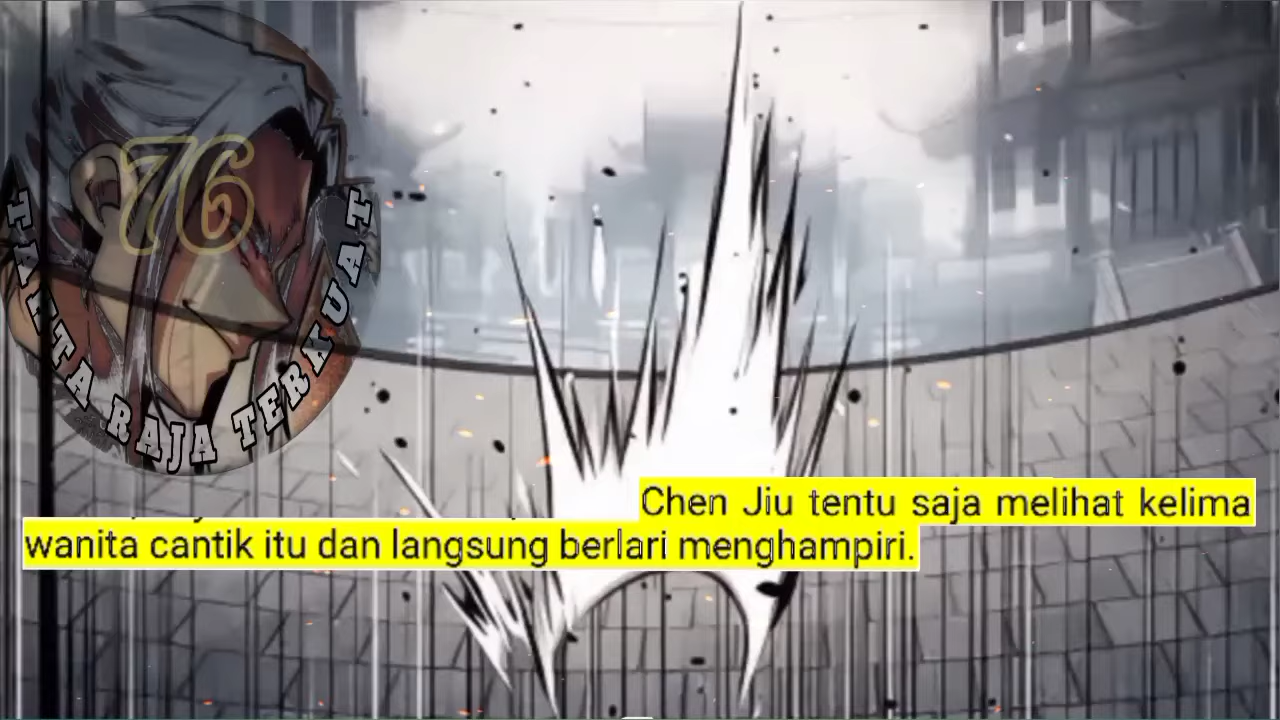 76
TAHTA RAJA TERKUAT
Chen Jiu tentu saja melihat kelima
wanita cantik itu dan langsung berlari menghampiri.